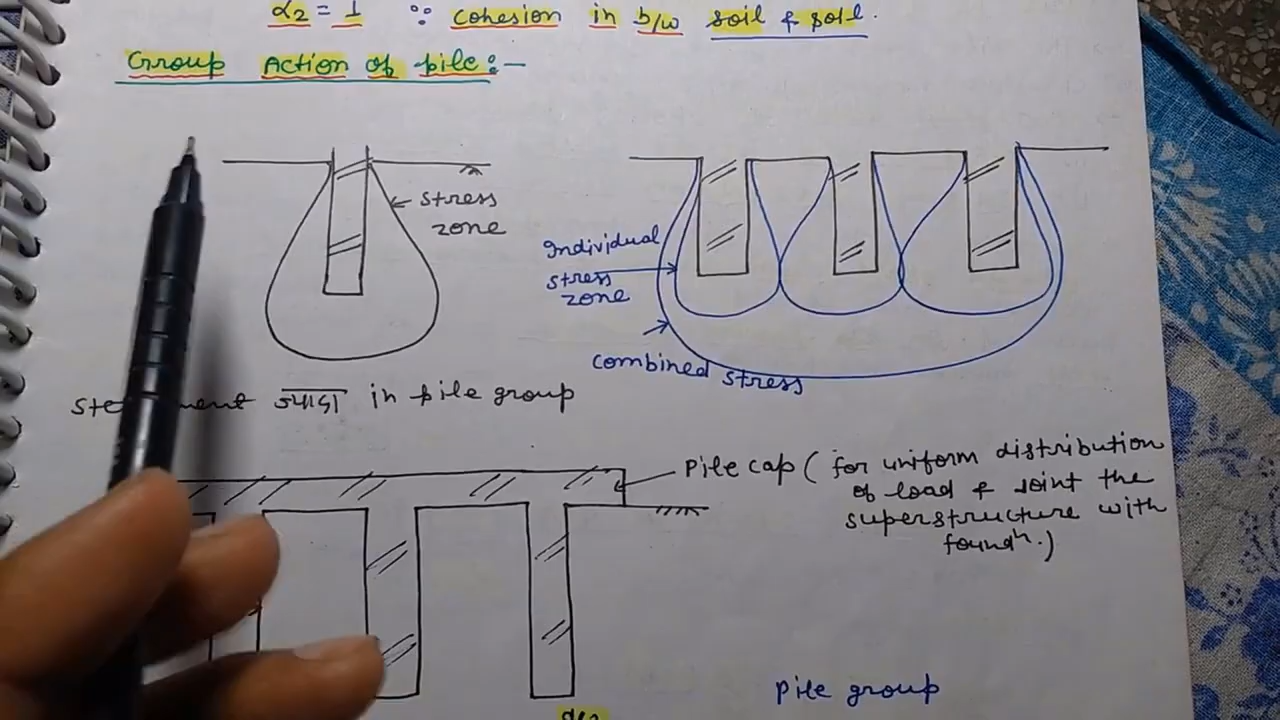 α2 = 1 ∵ cohesion in b/w soil & soil.
Group Action of pile:-
stress
zone
Individual
stress
zone
combined stress
ज्यादा in pile group
Pile cap ( for uniform distribution
of load & joint the
superstructure with
foundⁿ.)
Pile group